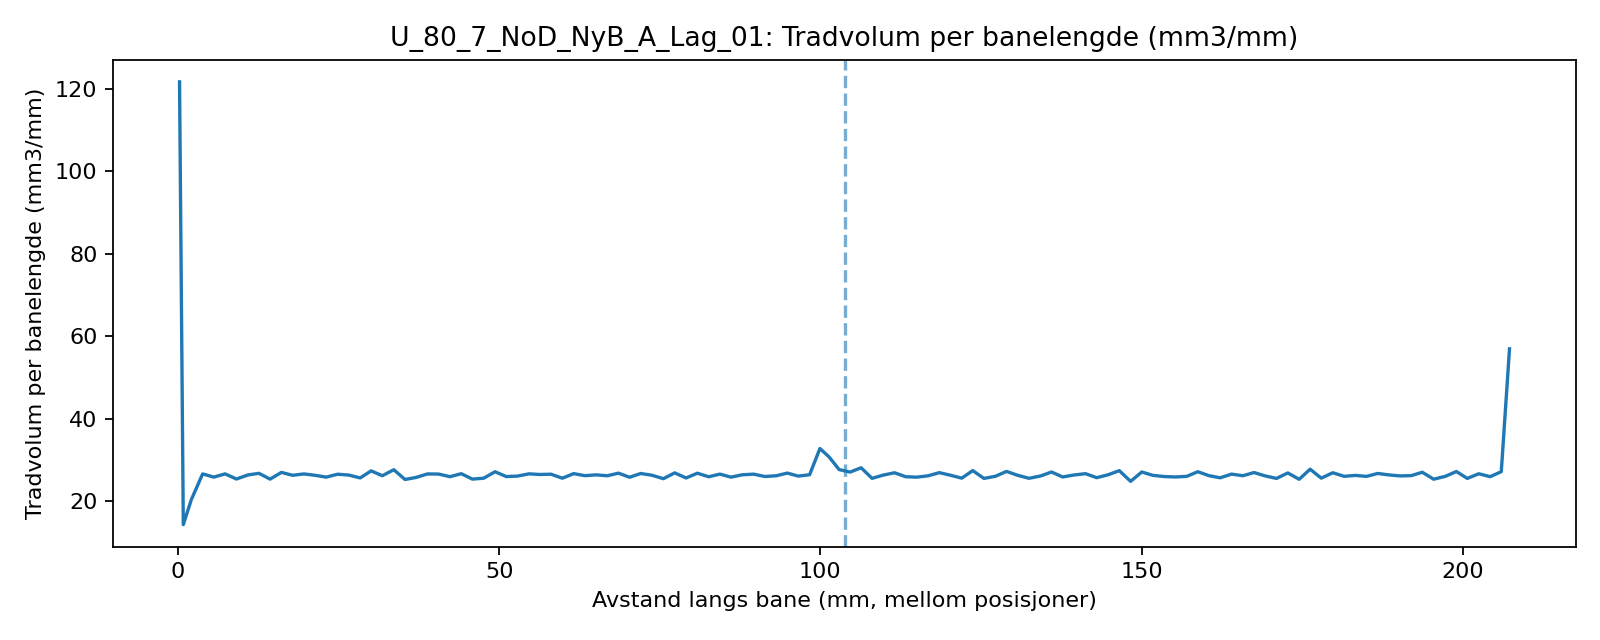 U_80_7_NoD_NyB_A_Lag_01: Tradvolum per banelengde (mm3/mm)
Tradvolum per banelengde (mm3/mm)
120
100
80
60
40
20
0 50 100 150 200
Avstand langs bane (mm, mellom posisjoner)